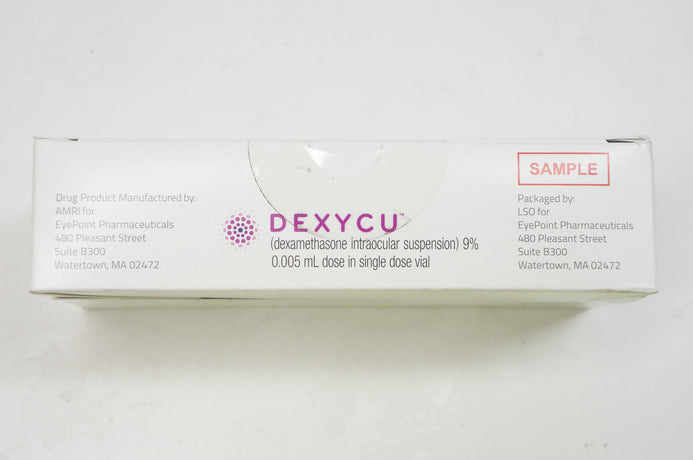 Drug Product Manufactured by:
AMRI for
EyePoint Pharmaceuticals
480 Pleasant Street
Suite B300
Watertown, MA 02472
DEXYCU™
(dexamethasone intraocular suspension) 9%
0.005 mL dose in single dose vial
SAMPLE
Packaged by:
LSO for
EyePoint Pharmaceuticals
480 Pleasant Street
Suite B300
Watertown, MA 02472